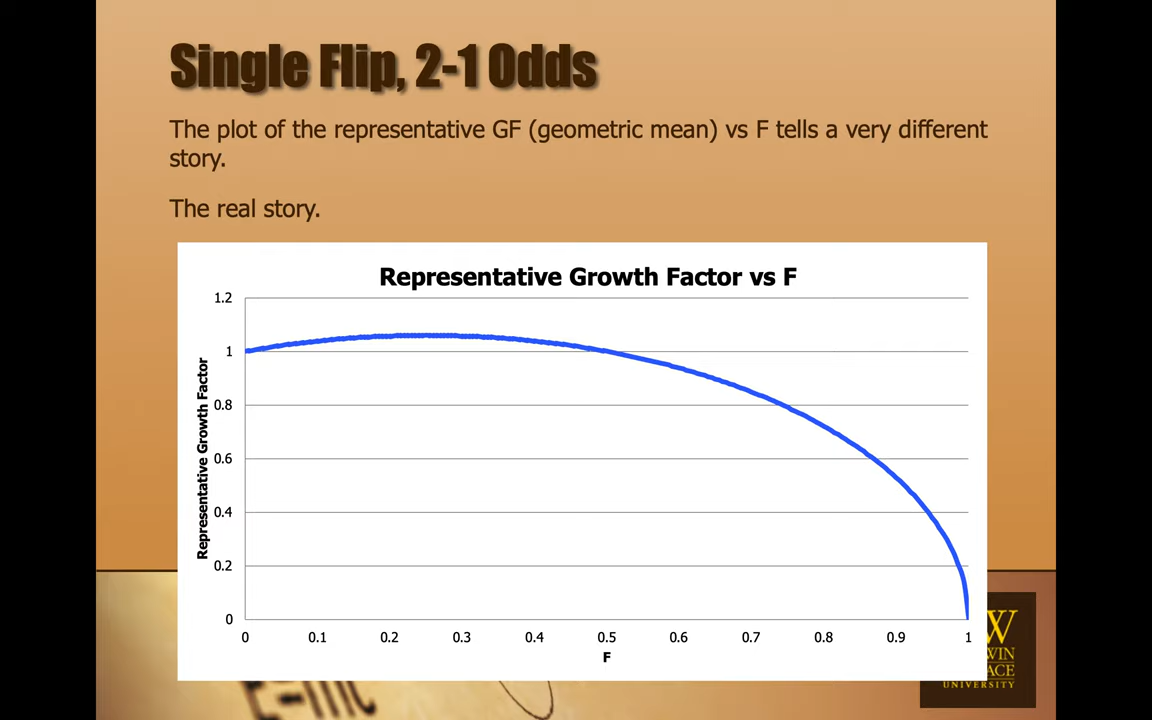 Single Flip, 2-1 Odds
The plot of the representative GF (geometric mean) vs F tells a very different
story.
The real story.
Representative Growth Factor vs F
Representative Growth Factor
1.2
1
0.8
0.6
0.4
0.2
0
0
0.1
0.2
0.3
0.4
0.5
0.6
0.7
0.8
0.9
1
F
W
WIN
ACE
UNIVERSITY